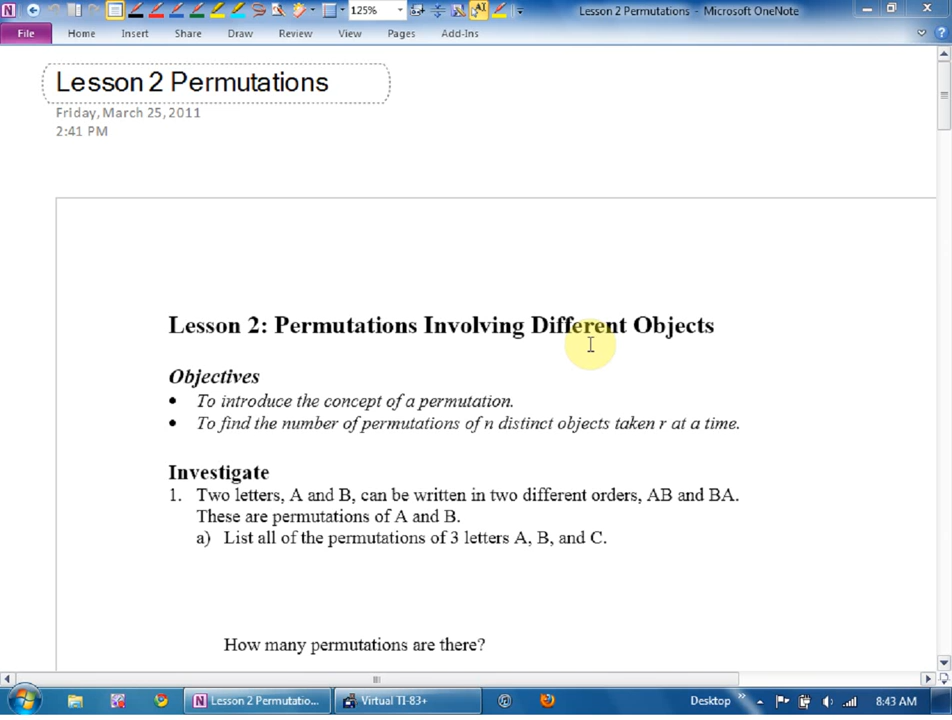 125%
Lesson 2 Permutations - Microsoft OneNote
File Home Insert Share Draw Review View Pages Add-Ins
Lesson 2 Permutations
Friday, March 25, 2011
2:41 PM
Lesson 2: Permutations Involving Different Objects
Objectives
• To introduce the concept of a permutation.
• To find the number of permutations of n distinct objects taken r at a time.
Investigate
1. Two letters, A and B, can be written in two different orders, AB and BA.
These are permutations of A and B.
a) List all of the permutations of 3 letters A, B, and C.
How many permutations are there?
Lesson 2 Permutatio... Virtual TI-83+ Desktop 8:43 AM